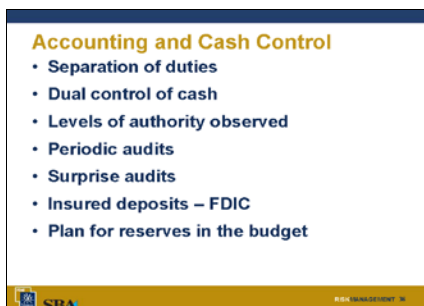 Accounting and Cash Control
• Separation of duties
• Dual control of cash
• Levels of authority observed
• Periodic audits
• Surprise audits
• Insured deposits – FDIC
• Plan for reserves in the budget
SBA
RISK MANAGEMENT